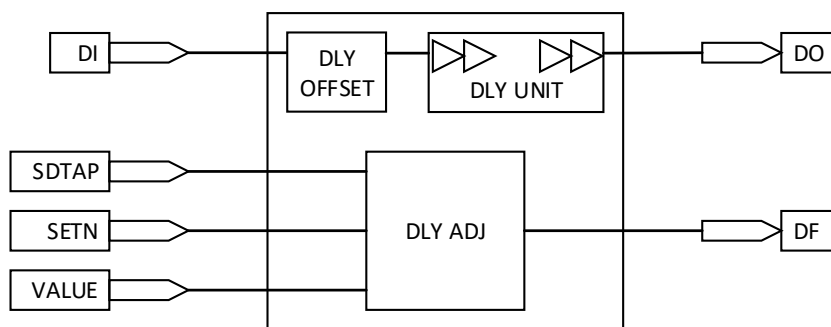 DI
DLY
OFFSET
DLY UNIT
DO
SDTAP
SETN
DLY ADJ
DF
VALUE